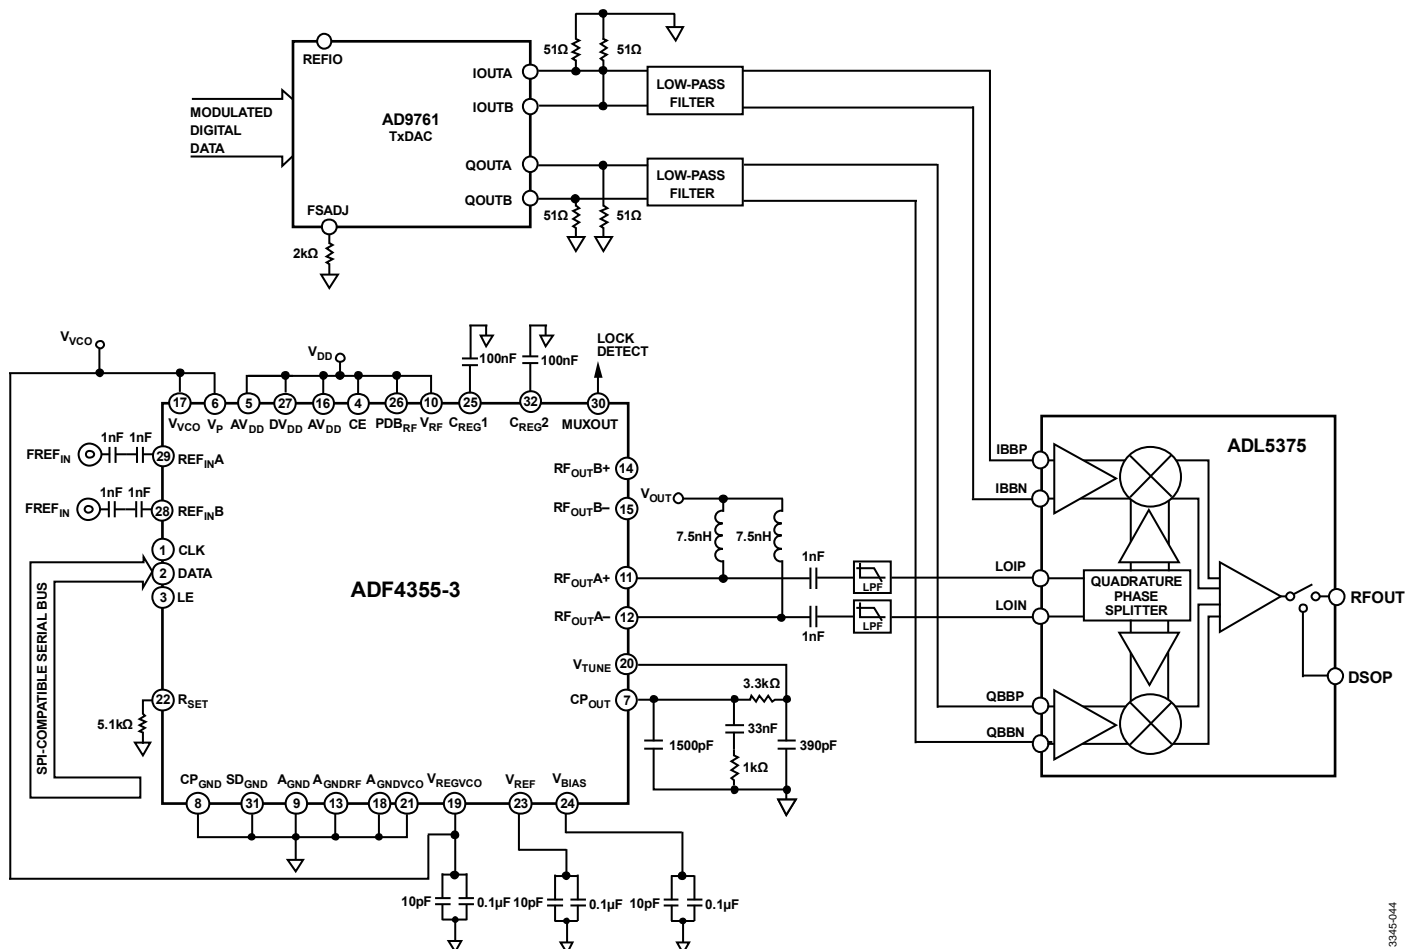 51Ω
51Ω
REFIO
IOUTA
IOUTB
LOW-PASS
FILTER
MODULATED
DIGITAL
DATA
AD9761
TxDAC
QOUTA
QOUTB
LOW-PASS
FILTER
FSADJ
51Ω
51Ω
2kΩ
VVCO
VDD
100nF
100nF
LOCK
DETECT
17
6
5
27
16
4
26
10
25
32
30
VVCO
VP
AVDD
DVDD
AVDD
CE
PDBRF
VRF
CREG1
CREG2
MUXOUT
1nF
1nF
FREFIN
29
REFINA
1nF
1nF
FREFIN
28
REFINB
1
CLK
2
DATA
3
LE
SPI-COMPATIBLE SERIAL BUS
22
RSET
5.1kΩ
ADF4355-3
RFOUTB+
14
RFOUTB–
15
RFOUTA+
11
RFOUTA–
12
VTUNE
20
CPOUT
7
VOUT
7.5nH
7.5nH
1nF
LPF
1nF
LPF
3.3kΩ
1500pF
33nF
390pF
1kΩ
CPGND
SDGND
AGND
AGNDRF
AGNDVCO
VREGVCO
VREF
VBIAS
8
31
9
13
18
21
19
23
24
10pF
0.1µF
10pF
0.1µF
10pF
0.1µF
ADL5375
IBBP
IBBN
LOIP
LOIN
QUADRATURE
PHASE
SPLITTER
QBBP
QBBN
RFOUT
DSOP
3345-044